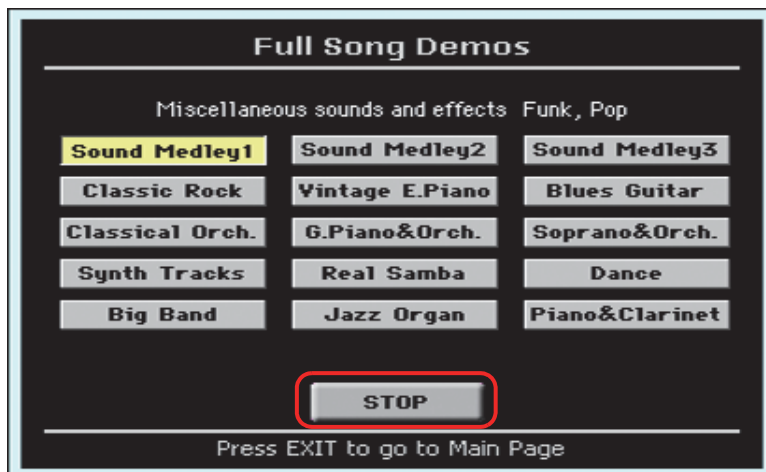 Full Song Demos
Miscellaneous sounds and effects Funk, Pop
Sound Medley1 Sound Medley2 Sound Medley3
Classic Rock Vintage E.Piano Blues Guitar
Classical Orch. G.Piano&Orch. Soprano&Orch.
Synth Tracks Real Samba Dance
Big Band Jazz Organ Piano&Clarinet
STOP
Press EXIT to go to Main Page